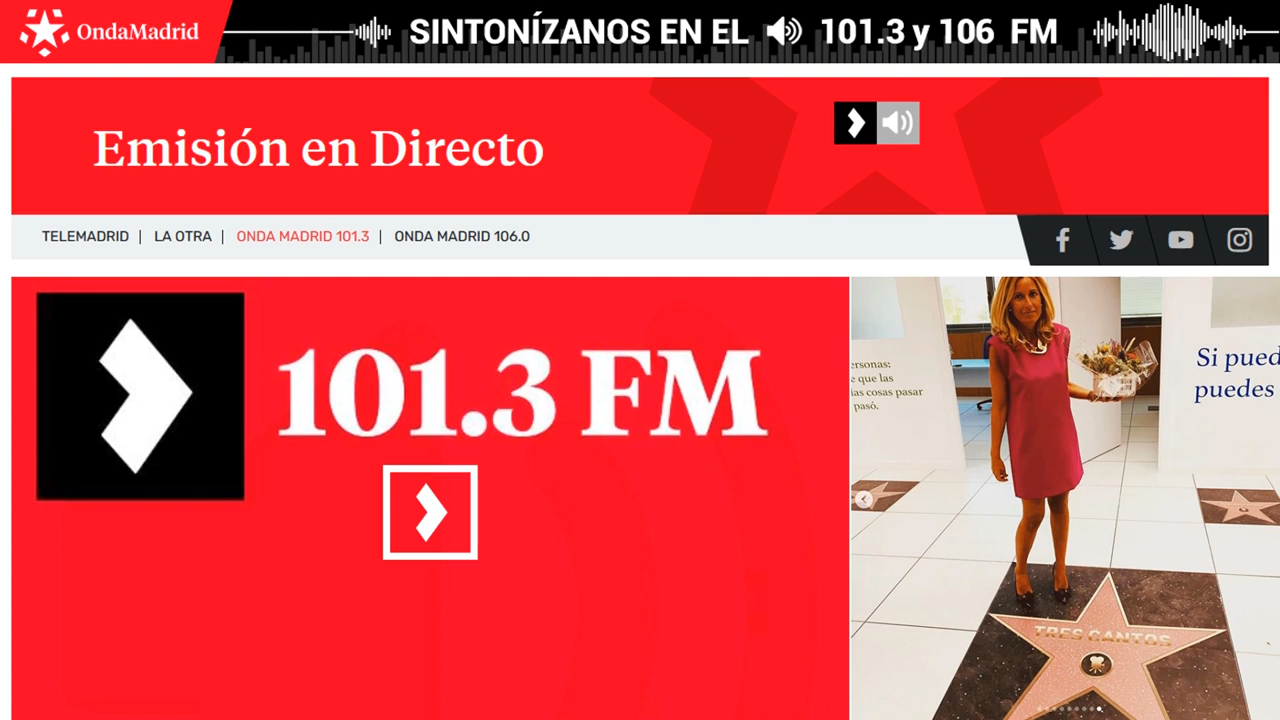 OndaMadrid
SINTONÍZANOS EN EL 101.3 y 106 FM
Emisión en Directo
TELEMADRID | LA OTRA | ONDA MADRID 101.3 | ONDA MADRID 106.0
101.3 FM
ersonas:
e que las
ias cosas pasar
pasó.
Si pued
puedes
TRES CANTOS